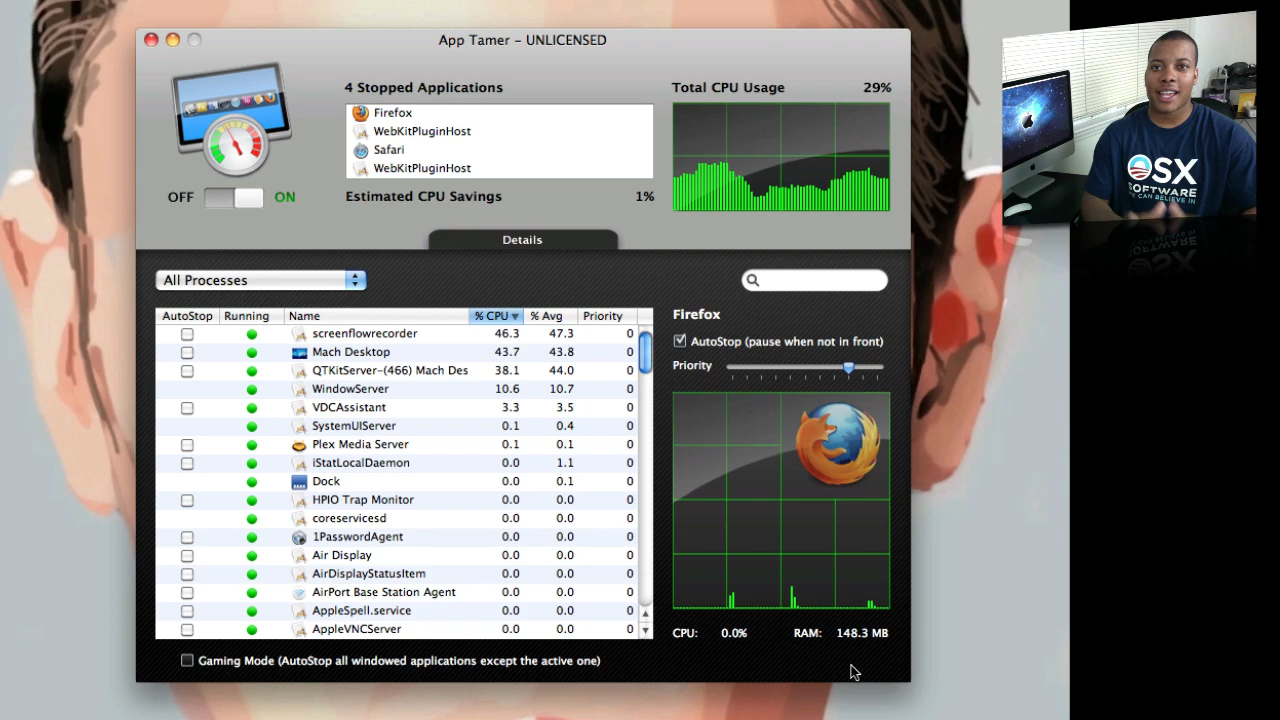 App Tamer – UNLICENSED
4 Stopped Applications
Firefox
WebKitPluginHost
Safari
WebKitPluginHost
Estimated CPU Savings 1%
OFF ON
Total CPU Usage 29%
Details
All Processes
AutoStop Running Name % CPU % Avg Priority
screenflowrecorder 46.3 47.3 0
Mach Desktop 43.7 43.8 0
QTKitServer-(466) Mach Des 38.1 44.0 0
WindowServer 10.6 10.7 0
VDCAssistant 3.3 3.5 0
SystemUIServer 0.1 0.4 0
Plex Media Server 0.1 0.1 0
iStatLocalDaemon 0.0 1.1 0
Dock 0.0 0.1 0
HPIO Trap Monitor 0.0 0.0 0
coreservicesd 0.0 0.0 0
1PasswordAgent 0.0 0.0 0
Air Display 0.0 0.0 0
AirDisplayStatusItem 0.0 0.0 0
AirPort Base Station Agent 0.0 0.0 0
AppleSpell.service 0.0 0.0 0
AppleVNCServer 0.0 0.0 0
Gaming Mode (AutoStop all windowed applications except the active one)
Firefox
AutoStop (pause when not in front)
Priority
CPU: 0.0% RAM: 148.3 MB
OSX
SOFTWARE
WE CAN BELIEVE IN